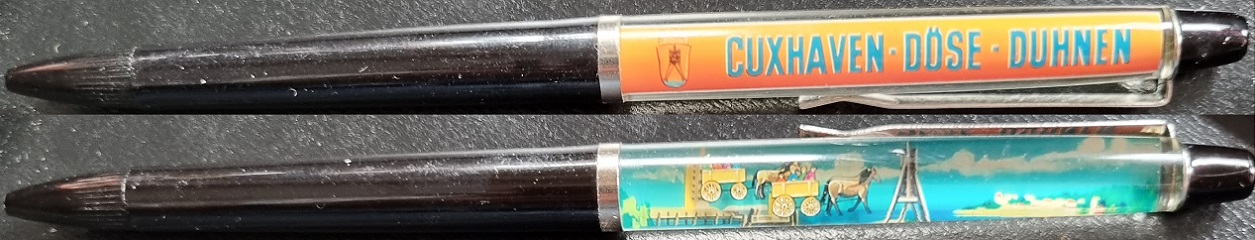 CUXHAVEN · DÖSE · DUHNEN